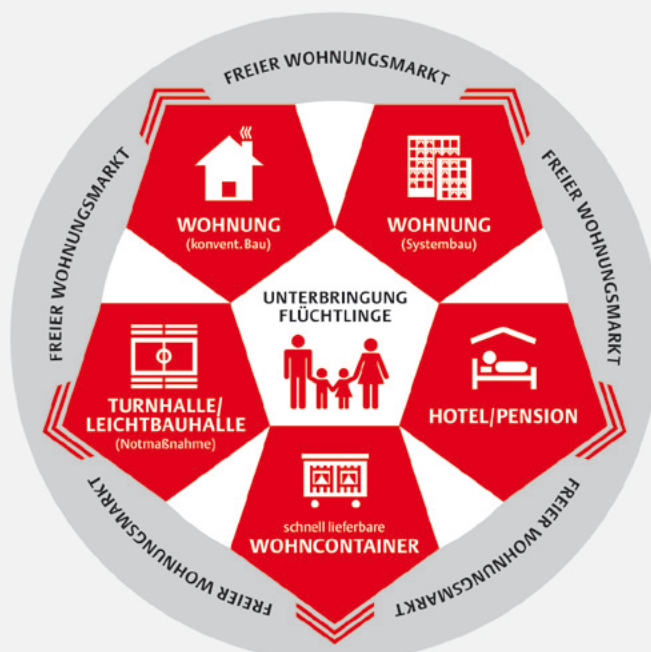 FREIER WOHNUNGSMARKT
FREIER WOHNUNGSMARKT
FREIER WOHNUNGSMARKT
WOHNUNG
(konvent. Bau)
WOHNUNG
(Systembau)
UNTERBRINGUNG
FLÜCHTLINGE
TURNHALLE/
LEICHTBAUHALLE
(Notmaßnahme)
HOTEL/PENSION
schnell lieferbare
WOHNCONTAINER
FREIER WOHNUNGSMARKT
FREIER WOHNUNGSMARKT